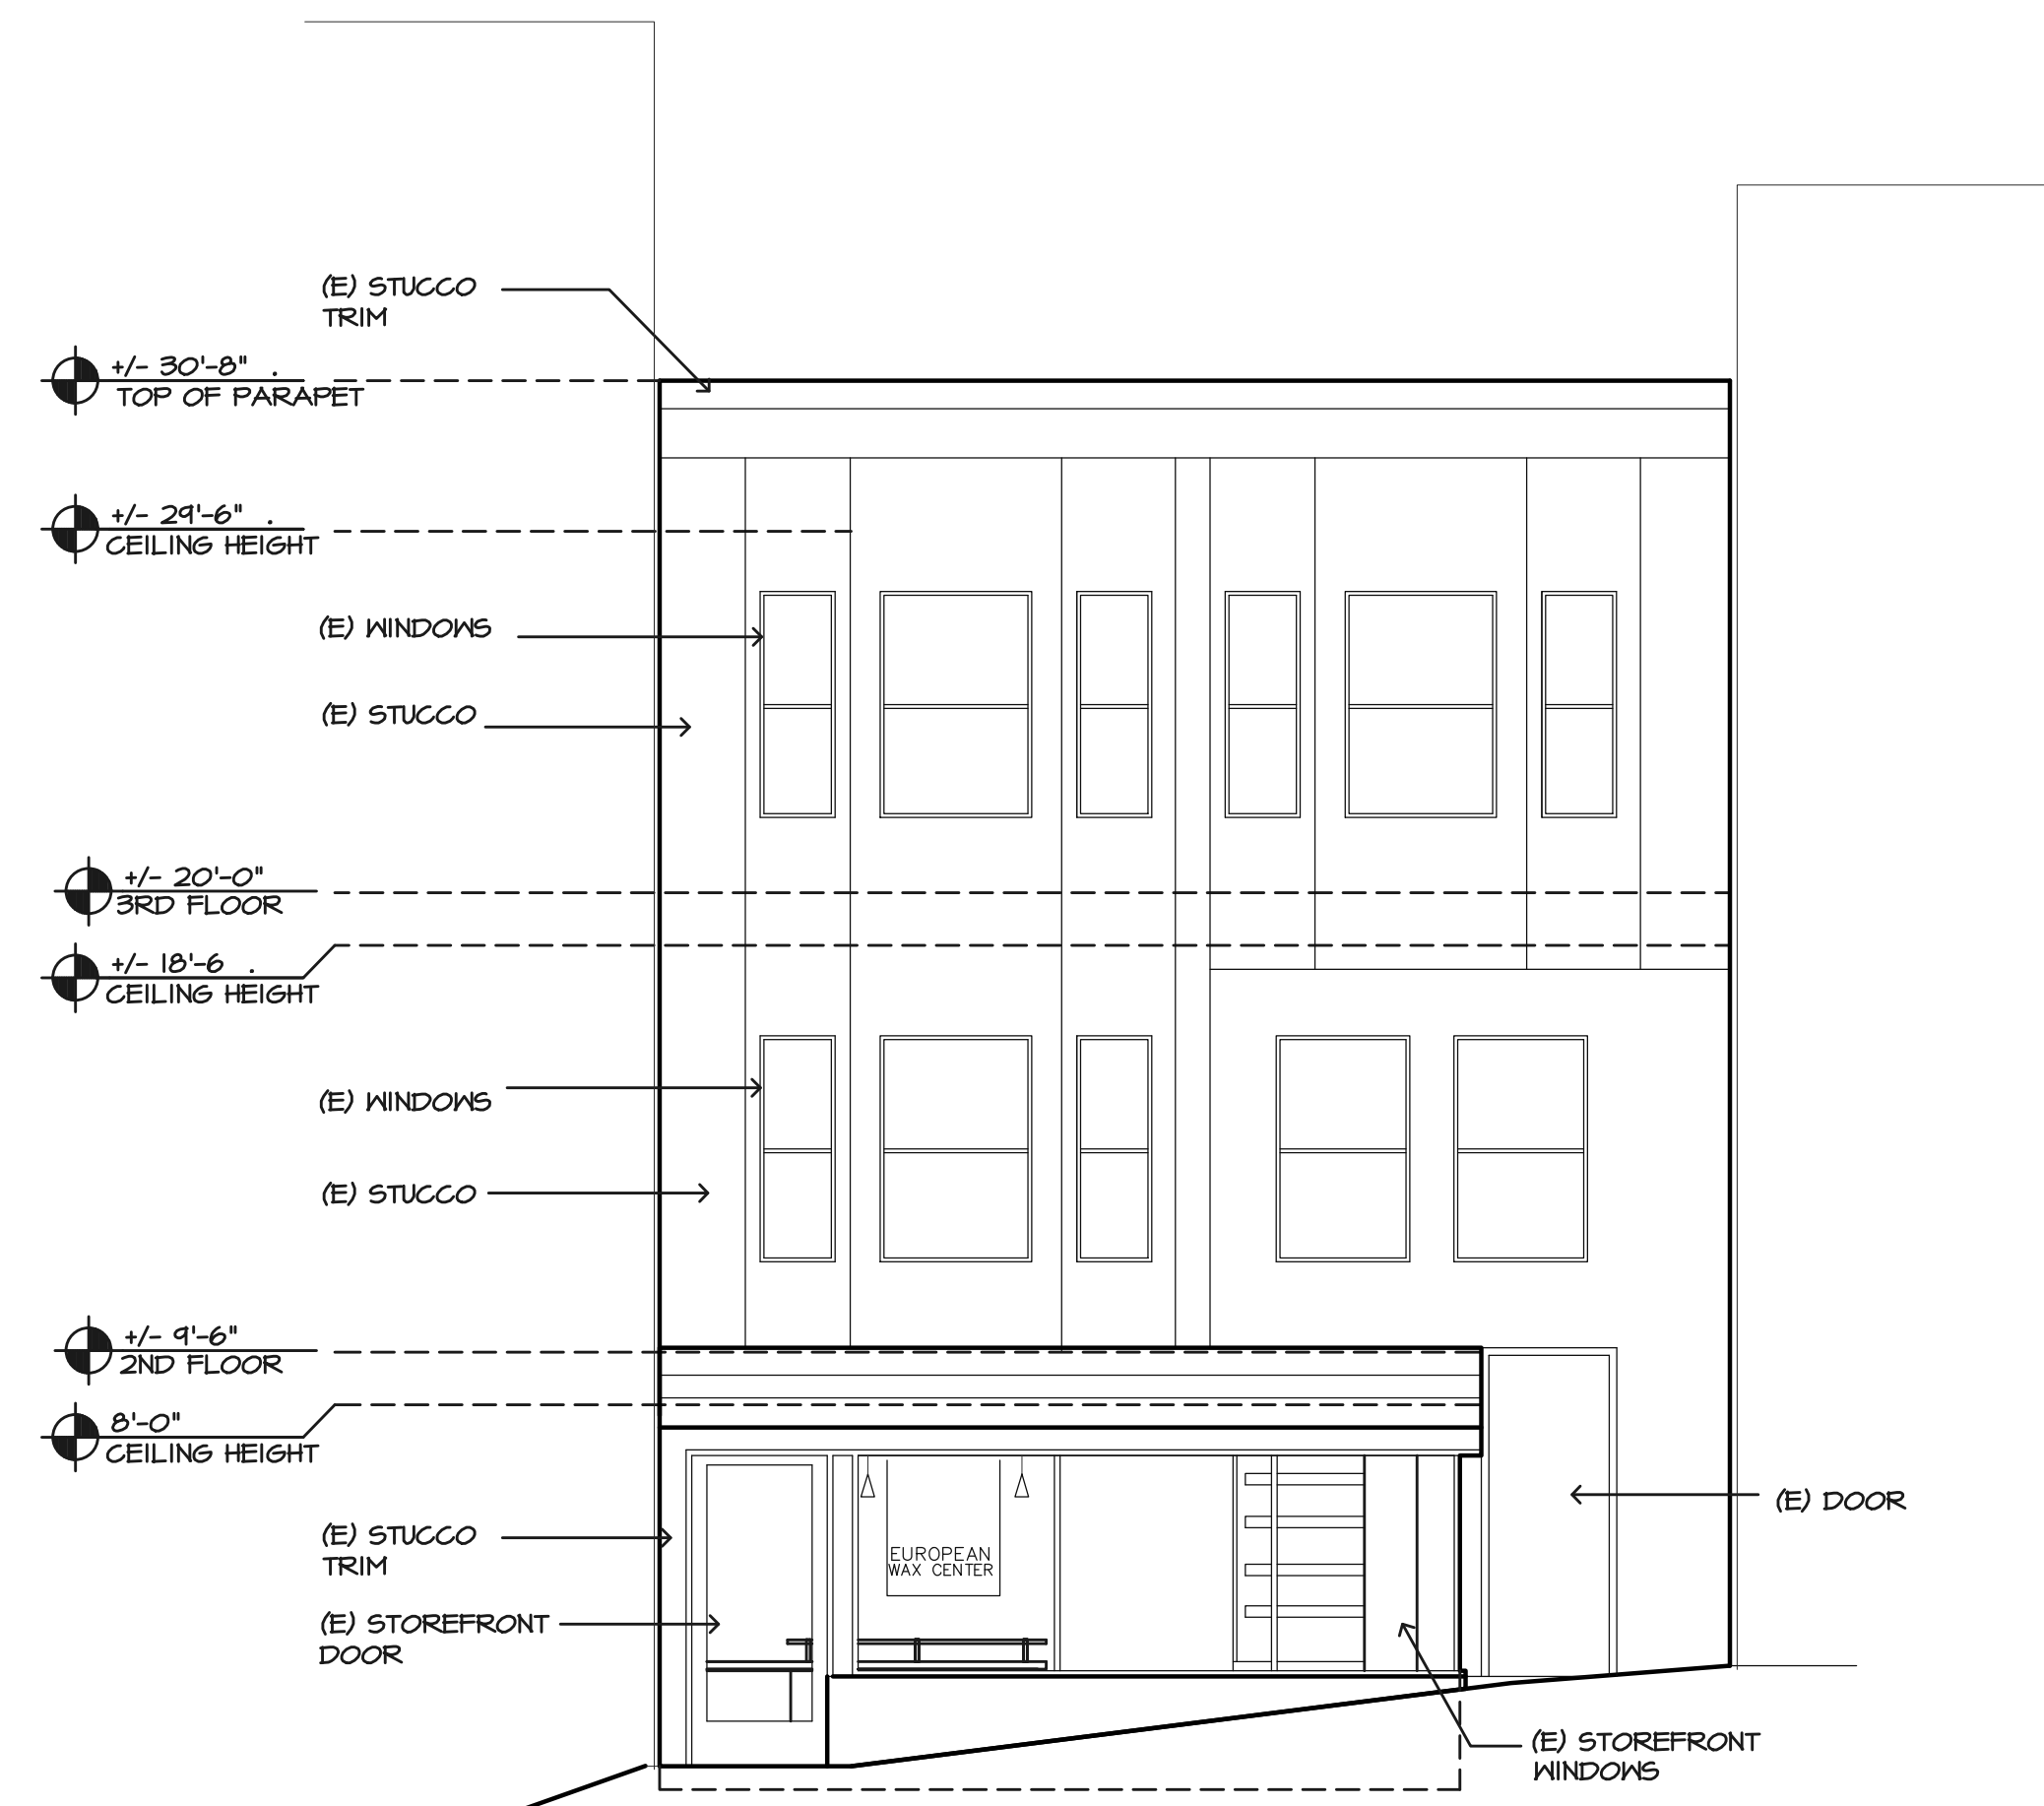 (E) STUCCO
TRIM
+/- 30'-8" .
TOP OF PARAPET
+/- 29'-6" .
CEILING HEIGHT
(E) WINDOWS
(E) STUCCO
+/- 20'-0"
3RD FLOOR
+/- 18'-6 .
CEILING HEIGHT
(E) WINDOWS
(E) STUCCO
+/- 9'-6"
2ND FLOOR
8'-0"
CEILING HEIGHT
(E) DOOR
(E) STUCCO
TRIM
EUROPEAN
WAX CENTER
(E) STOREFRONT
DOOR
(E) STOREFRONT
WINDOWS